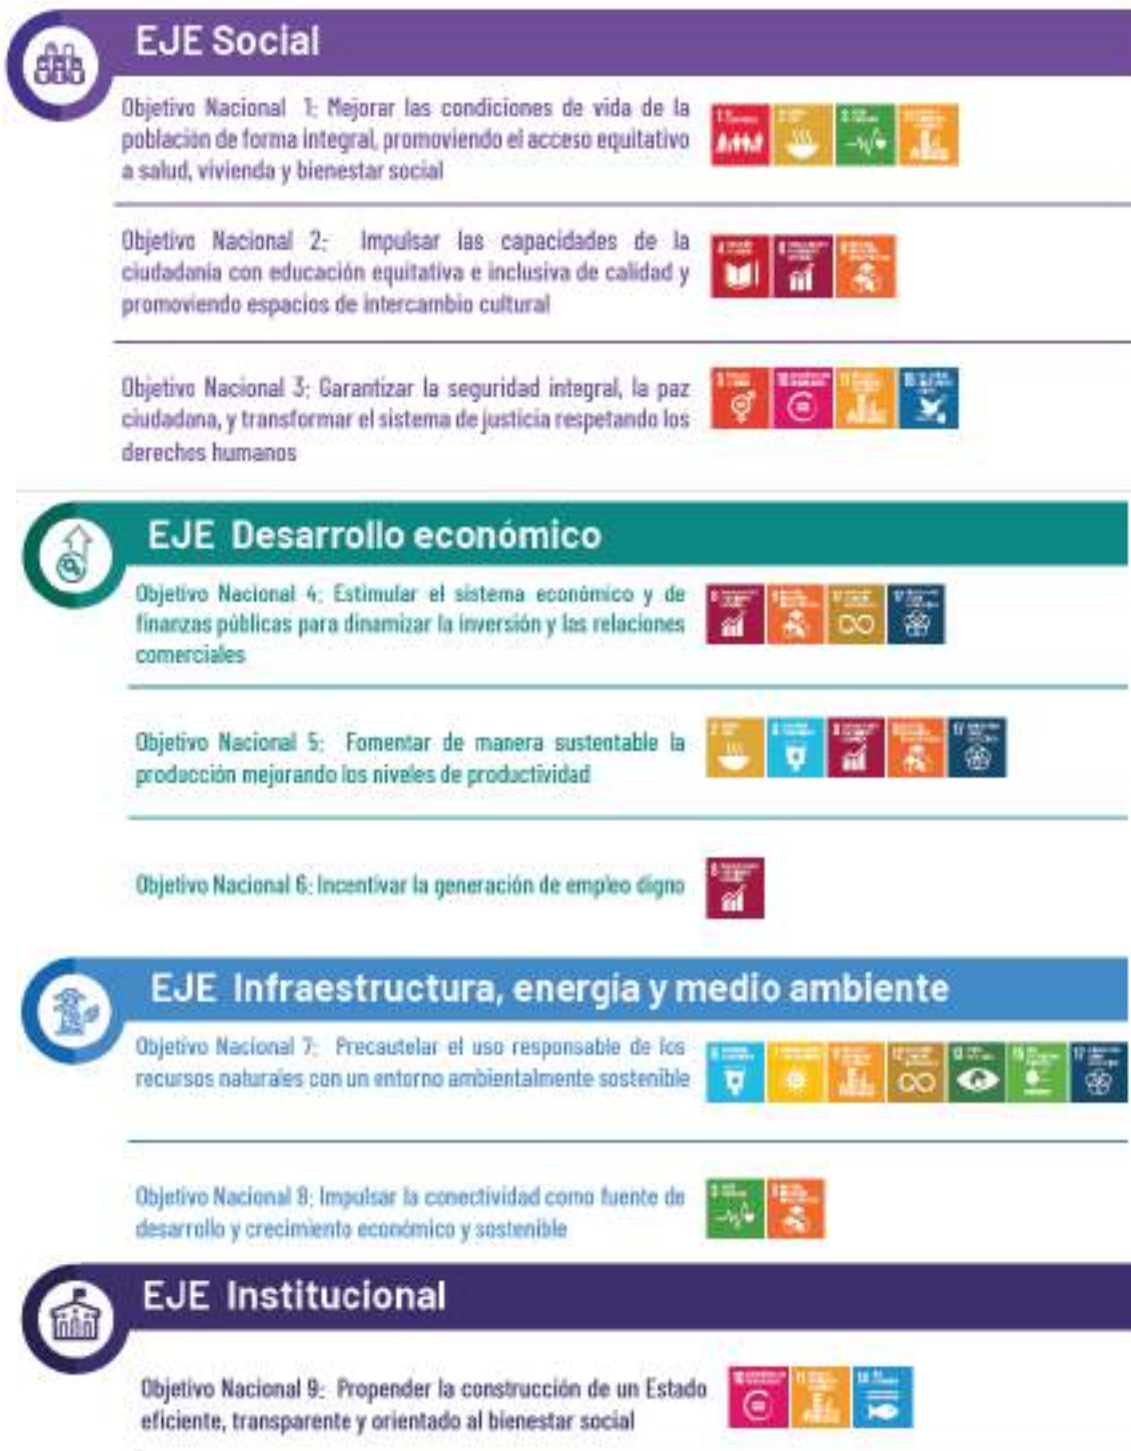 EJE Social
Objetivo Nacional 1: Mejorar las condiciones de vida de la
población de forma integral, promoviendo el acceso equitativo
a salud, vivienda y bienestar social
Objetivo Nacional 2: Impulsar las capacidades de la
ciudadanía con educación equitativa e inclusiva de calidad y
promoviendo espacios de intercambio cultural
Objetivo Nacional 3: Garantizar la seguridad integral, la paz
ciudadana, y transformar el sistema de justicia respetando los
derechos humanos
EJE Desarrollo económico
Objetivo Nacional 4: Estimular el sistema económico y de
finanzas públicas para dinamizar la inversión y las relaciones
comerciales
Objetivo Nacional 5: Fomentar de manera sustentable la
producción mejorando los niveles de productividad
Objetivo Nacional 6: Incentivar la generación de empleo digno
EJE Infraestructura, energía y medio ambiente
Objetivo Nacional 7: Precautelar el uso responsable de los
recursos naturales con un entorno ambientalmente sostenible
Objetivo Nacional 8: Impulsar la conectividad como fuente de
desarrollo y crecimiento económico y sostenible
EJE Institucional
Objetivo Nacional 9: Propender la construcción de un Estado
eficiente, transparente y orientado al bienestar social